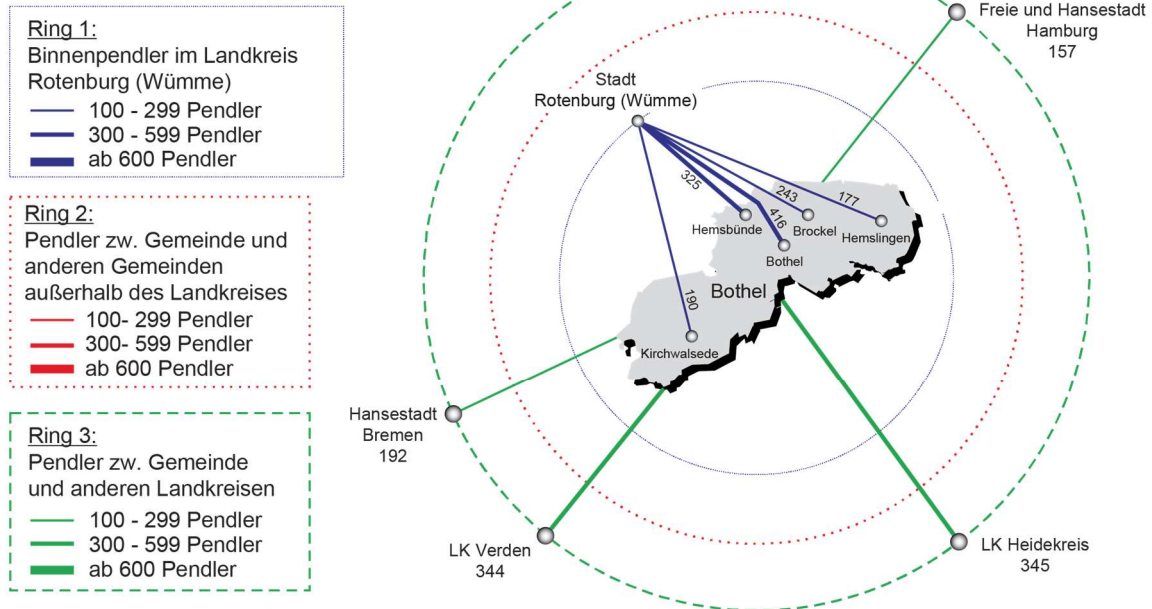 Ring 1:
Binnenpendler im Landkreis
Rotenburg (Wümme)
100 - 299 Pendler
300 - 599 Pendler
ab 600 Pendler
Ring 2:
Pendler zw. Gemeinde und
anderen Gemeinden
außerhalb des Landkreises
100- 299 Pendler
300- 599 Pendler
ab 600 Pendler
Ring 3:
Pendler zw. Gemeinde
und anderen Landkreisen
100 - 299 Pendler
300 - 599 Pendler
ab 600 Pendler
Freie und Hansestadt
Hamburg
157
Stadt
Rotenburg (Wümme)
325
416
243
177
190
Hemsbünde
Brockel
Hemslingen
Bothel
Bothel
Kirchwalsede
Hansestadt
Bremen
192
LK Verden
344
LK Heidekreis
345